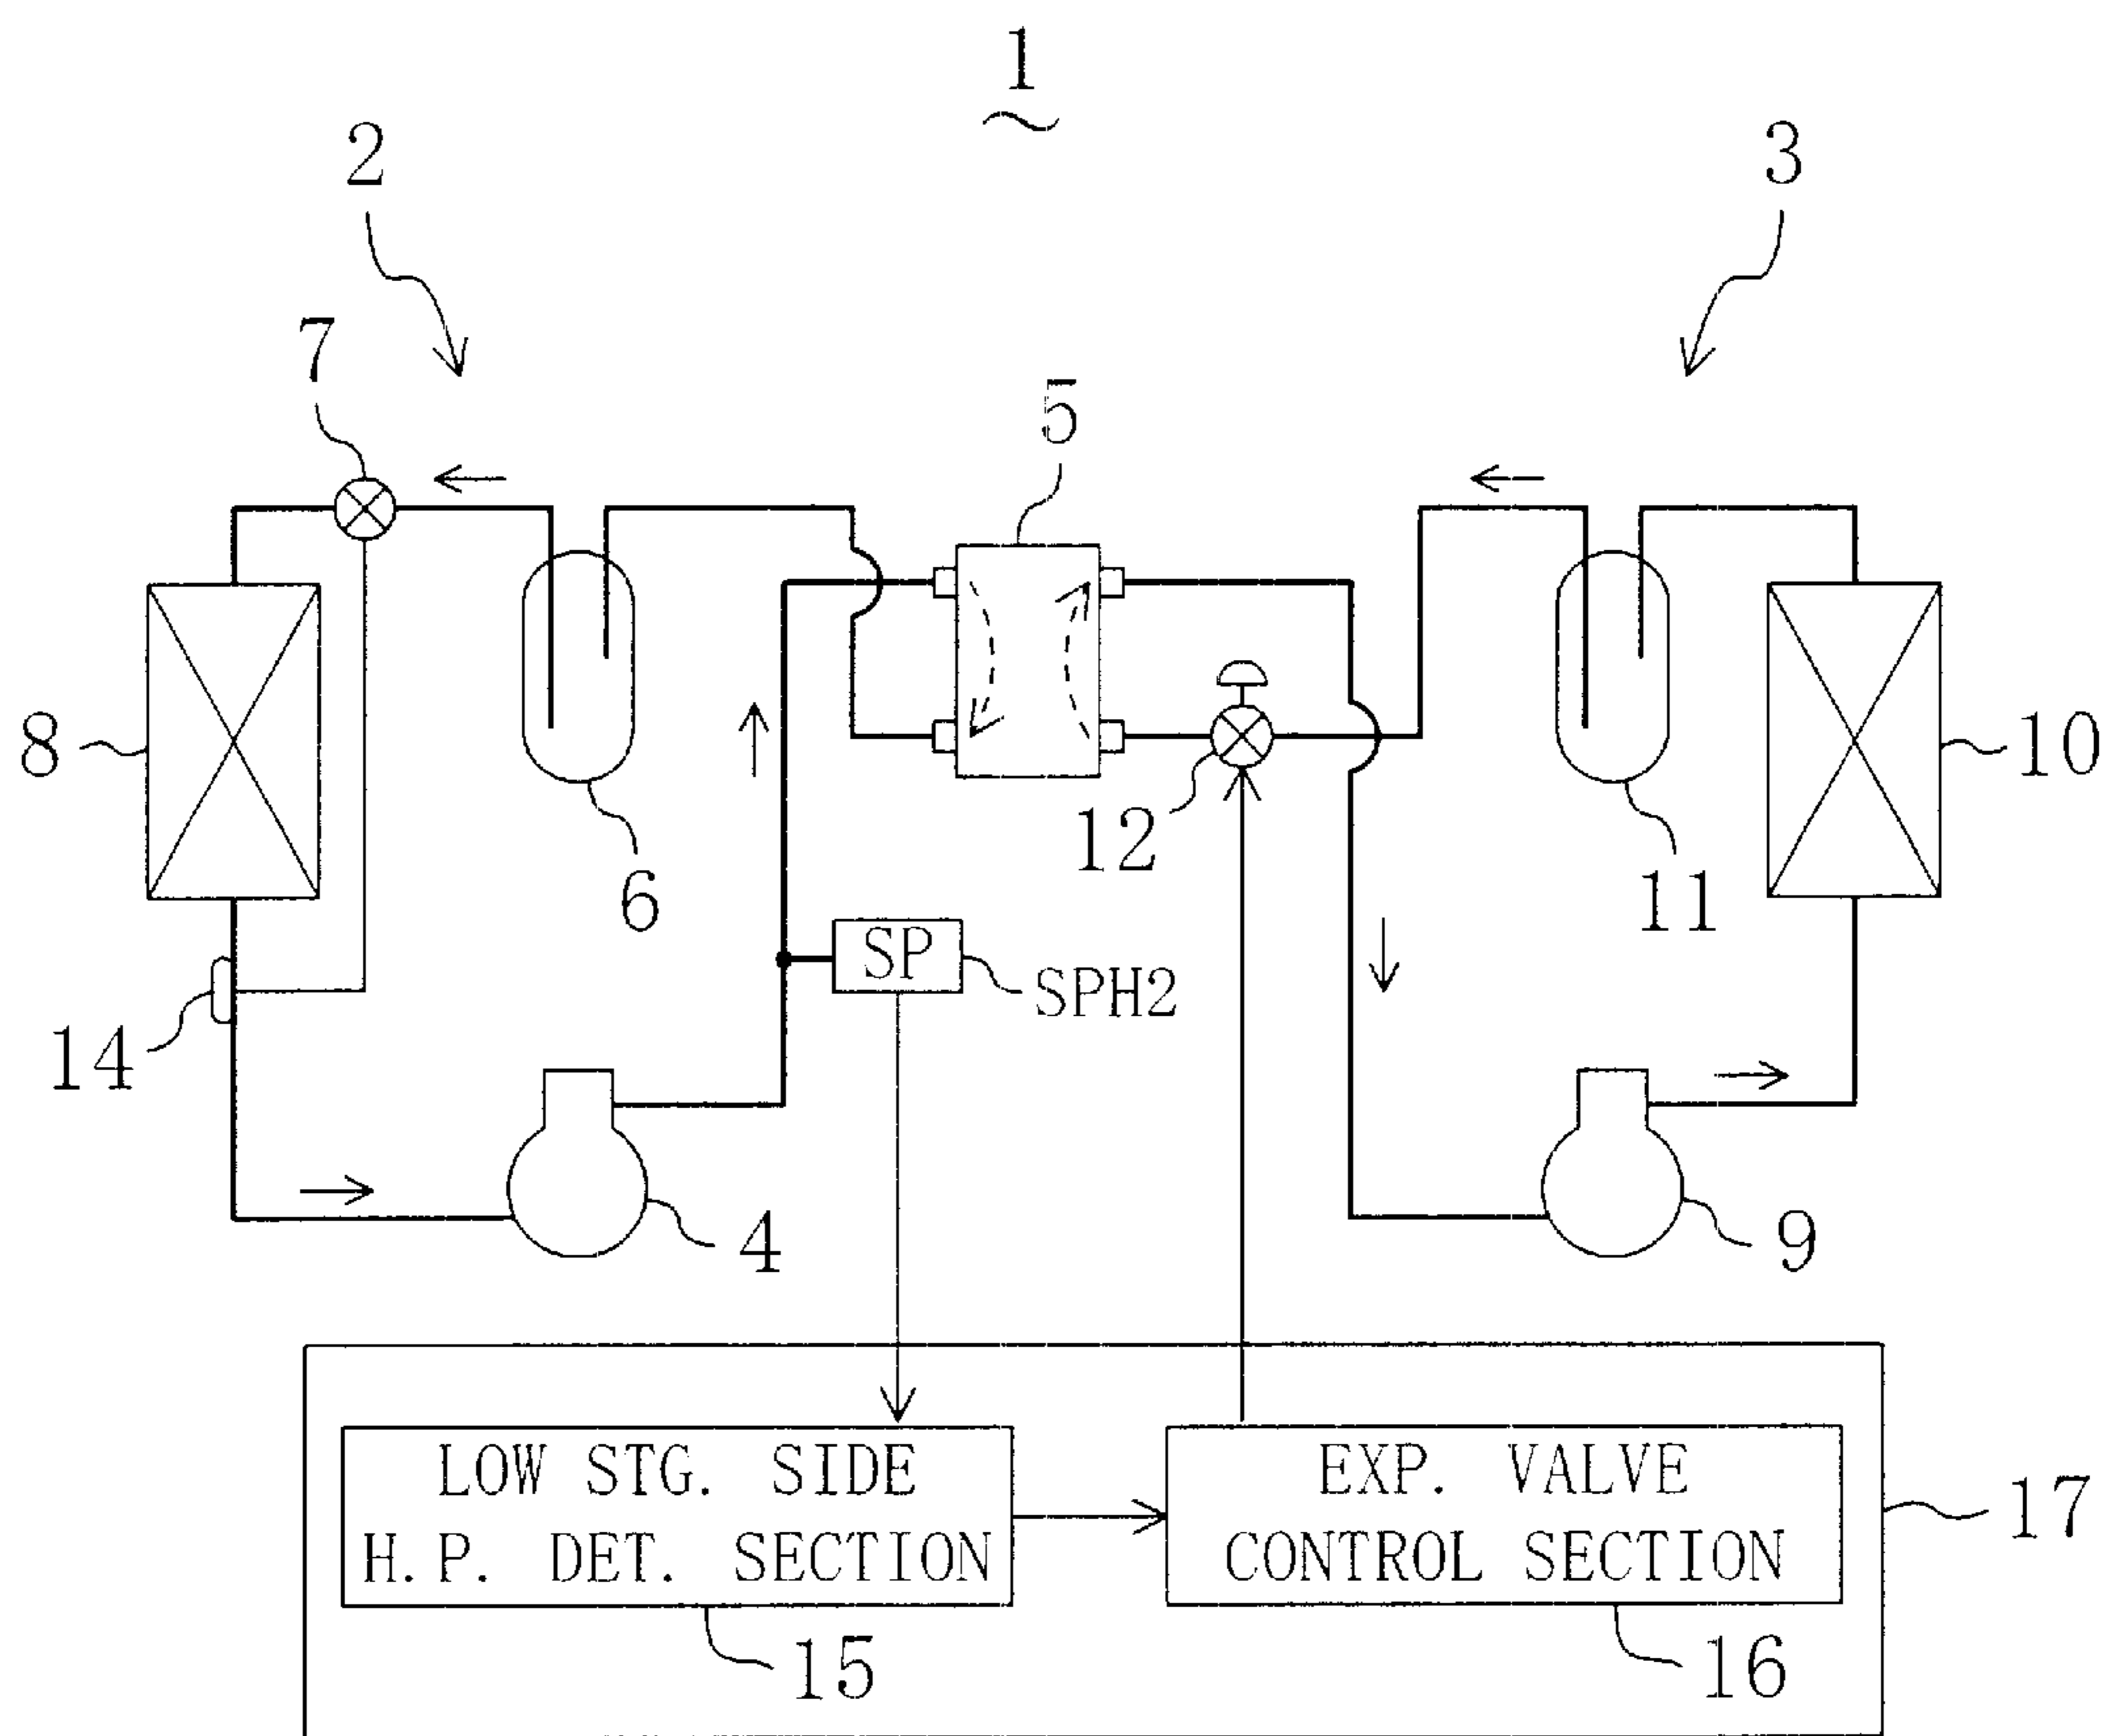 1
2
3
7
5
8
10
12
6
11
SP
SPH2
14
4
9
LOW STG. SIDE
H.P. DET. SECTION
EXP. VALVE
CONTROL SECTION
17
15
16